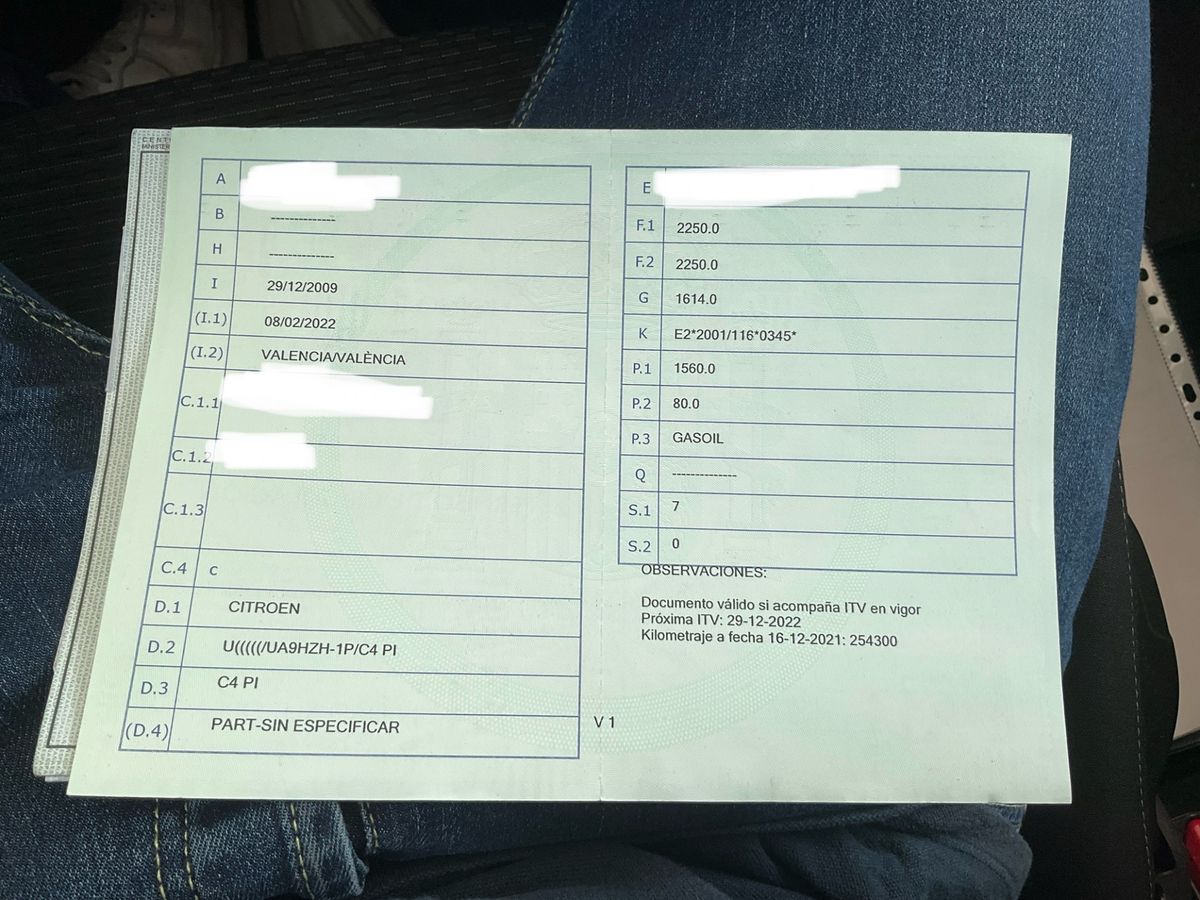 CENT
MINISTER
A
B --------------
H --------------
I 29/12/2009
(I.1) 08/02/2022
(I.2) VALENCIA/VALÈNCIA
C.1.1
C.1.2
C.1.3
C.4 c
D.1 CITROEN
D.2 U(((((/UA9HZH-1P/C4 PI
D.3 C4 PI
(D.4) PART-SIN ESPECIFICAR
E
F.1 2250.0
F.2 2250.0
G 1614.0
K E2*2001/116*0345*
P.1 1560.0
P.2 80.0
P.3 GASOIL
Q --------------
S.1 7
S.2 0
OBSERVACIONES:
Documento válido si acompaña ITV en vigor
Próxima ITV: 29-12-2022
Kilometraje a fecha 16-12-2021: 254300
V 1